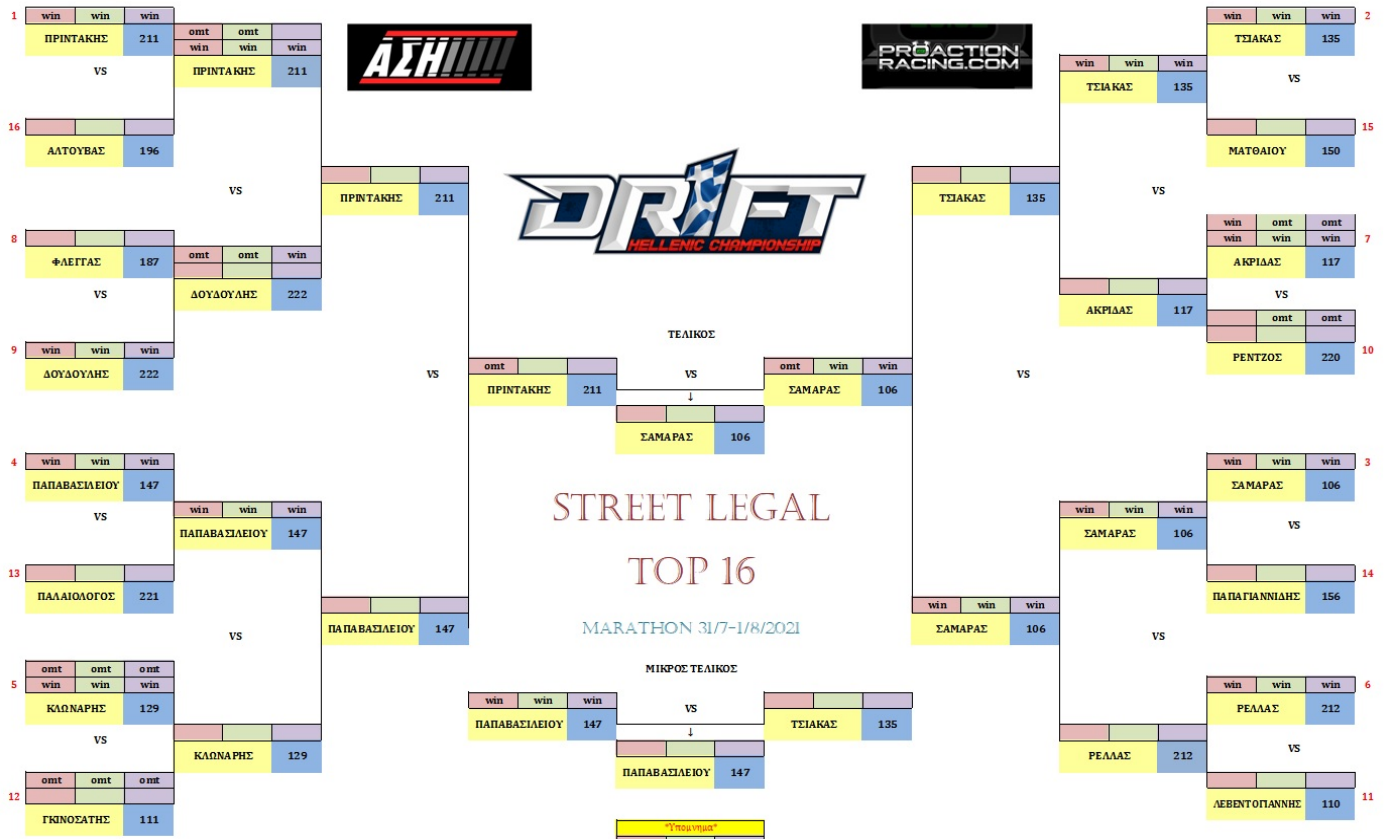 1 win win win
ΠΡΙΝΤΑΚΗΣ 211
VS
16
ΑΛΤΟΥΒΑΣ 196
omt omt
win win win
ΠΡΙΝΤΑΚΗΣ 211
VS
8
ΦΛΕΓΓΑΣ 187
VS
9 win win win
ΔΟΥΔΟΥΛΗΣ 222
omt omt win
ΔΟΥΔΟΥΛΗΣ 222
ΠΡΙΝΤΑΚΗΣ 211
VS
4 win win win
ΠΑΠΑΒΑΣΙΛΕΙΟΥ 147
VS
13
ΠΑΛΑΙΟΛΟΓΟΣ 221
win win win
ΠΑΠΑΒΑΣΙΛΕΙΟΥ 147
VS
omt omt omt
5 win win win
ΚΛΩΝΑΡΗΣ 129
VS
omt omt omt
12
ΓΚΙΝΟΣΑΤΗΣ 111
ΚΛΩΝΑΡΗΣ 129
ΠΑΠΑΒΑΣΙΛΕΙΟΥ 147
ΑΣΗ
PROACTION
RACING.COM
DRIFT
HELLENIC CHAMPIONSHIP
ΤΕΛΙΚΟΣ
omt
ΠΡΙΝΤΑΚΗΣ 211
VS
↓
omt win win
ΣΑΜΑΡΑΣ 106
ΣΑΜΑΡΑΣ 106
STREET LEGAL
TOP 16
MARATHON 31/7-1/8/2021
ΜΙΚΡΟΣ ΤΕΛΙΚΟΣ
win win win
ΠΑΠΑΒΑΣΙΛΕΙΟΥ 147
VS
↓
ΤΣΙΑΚΑΣ 135
ΠΑΠΑΒΑΣΙΛΕΙΟΥ 147
"Υπομνημα"
ΤΣΙΑΚΑΣ 135
VS
win win win
ΣΑΜΑΡΑΣ 106
win win win
ΤΣΙΑΚΑΣ 135
VS
ΑΚΡΙΔΑΣ 117
win win win
ΣΑΜΑΡΑΣ 106
VS
ΡΕΛΛΑΣ 212
win win win 2
ΤΣΙΑΚΑΣ 135
VS
15
ΜΑΤΘΑΙΟΥ 150
win omt omt
win win win 7
ΑΚΡΙΔΑΣ 117
VS
omt omt
10
ΡΕΝΤΖΟΣ 220
win win win 3
ΣΑΜΑΡΑΣ 106
VS
14
ΠΑΠΑΓΙΑΝΝΙΔΗΣ 156
win win win 6
ΡΕΛΛΑΣ 212
VS
11
ΛΕΒΕΝΤΟΓΙΑΝΝΗΣ 110